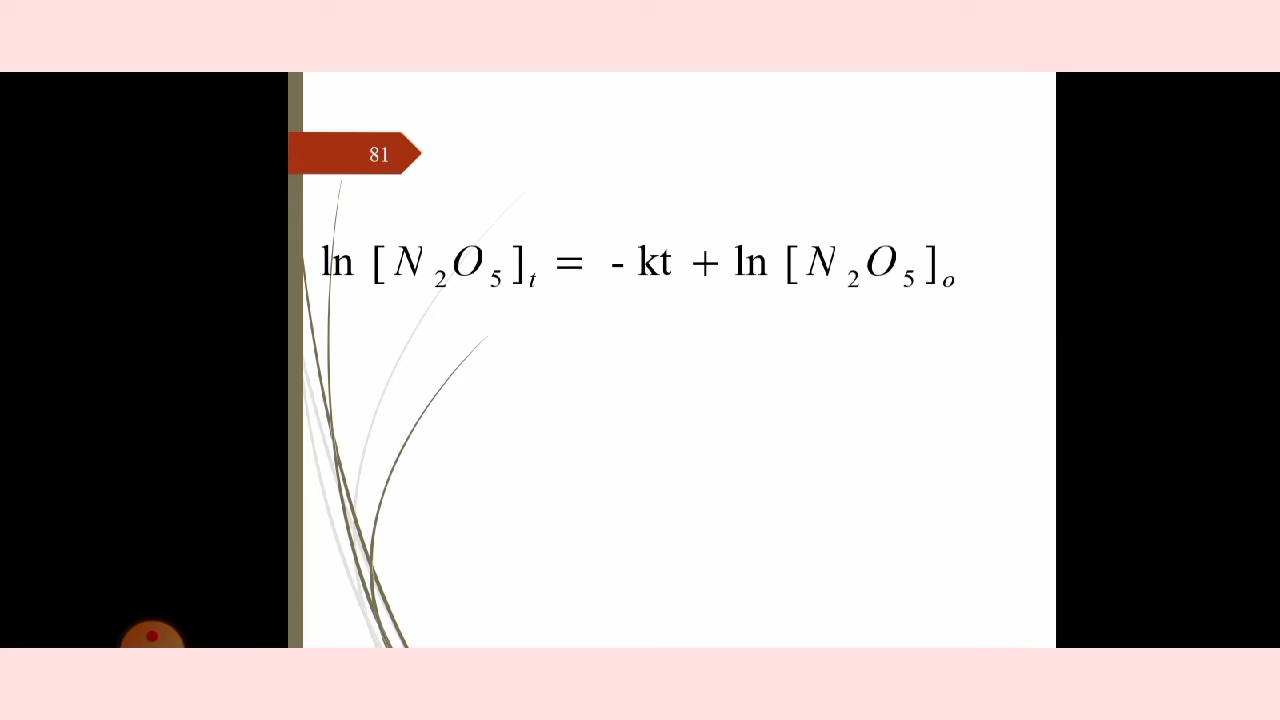 81
ln [N₂O₅]ₜ = - kt + ln [N₂O₅]ₒ